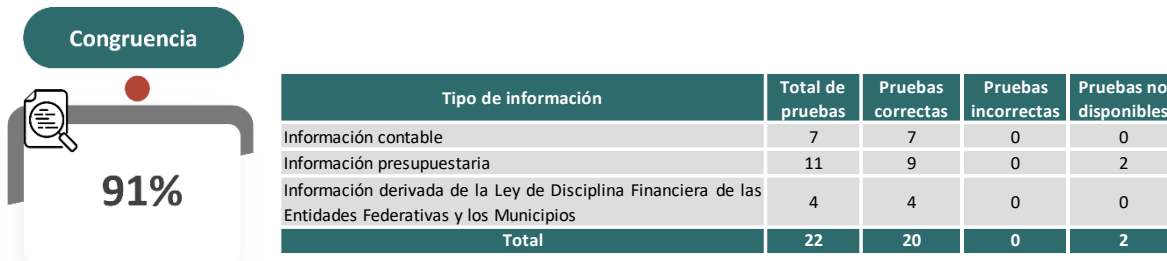 Congruencia
91%
Tipo de información Total de pruebas Pruebas correctas Pruebas incorrectas Pruebas no disponibles
Información contable 7 7 0 0
Información presupuestaria 11 9 0 2
Información derivada de la Ley de Disciplina Financiera de las
Entidades Federativas y los Municipios 4 4 0 0
Total 22 20 0 2